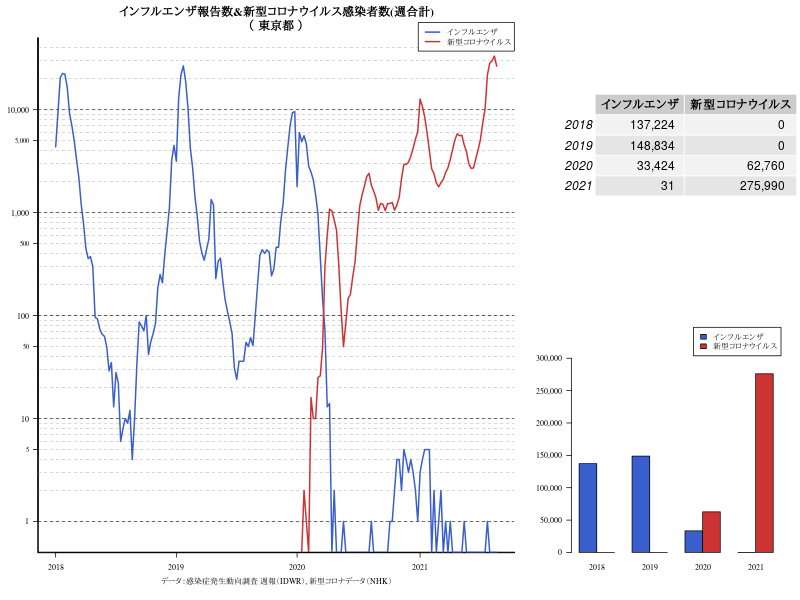 インフルエンザ報告数&新型コロナウイルス感染者数(週合計)
( 東京都 )
インフルエンザ
新型コロナウイルス
10,000
5,000
1,000
500
100
50
10
5
1
2018
2019
2020
2021
データ:感染症発生動向調査 週報(IDWR)、新型コロナデータ(NHK)
インフルエンザ 新型コロナウイルス
2018 137,224 0
2019 148,834 0
2020 33,424 62,760
2021 31 275,990
インフルエンザ
新型コロナウイルス
300,000
250,000
200,000
150,000
100,000
50,000
0
2018
2019
2020
2021